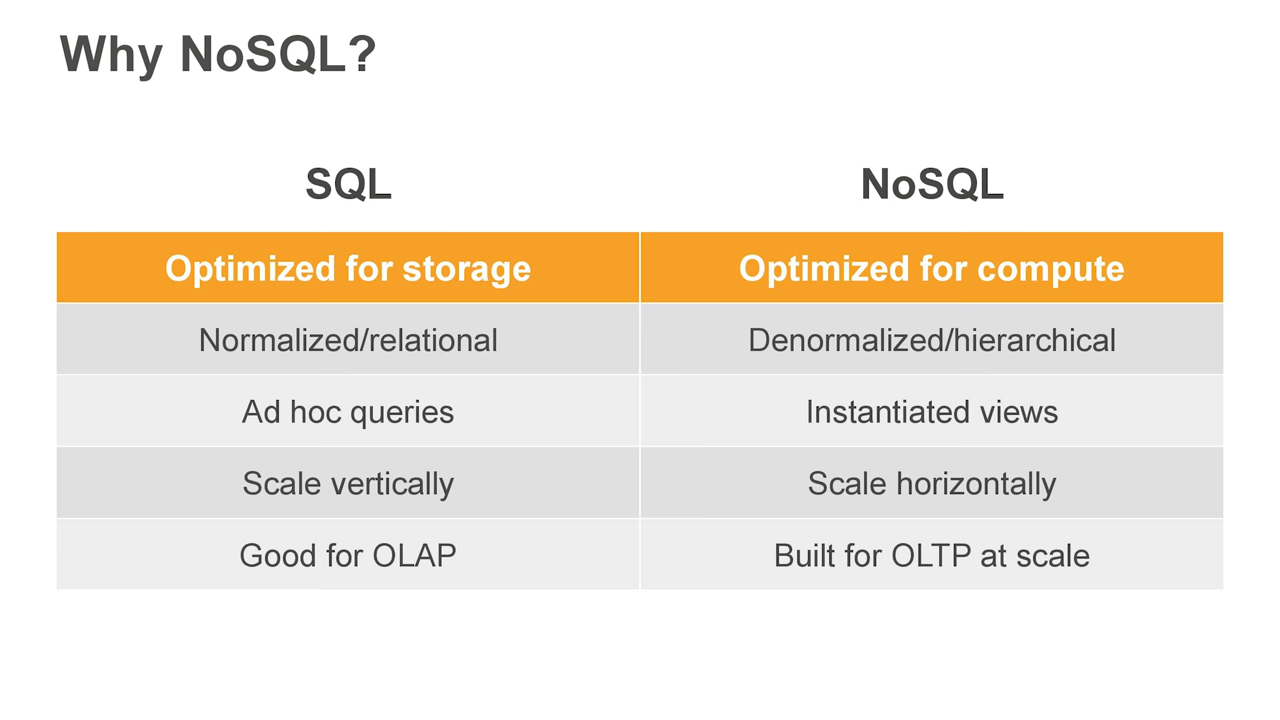 Why NoSQL?
SQL
NoSQL
Optimized for storage
Optimized for compute
Normalized/relational
Denormalized/hierarchical
Ad hoc queries
Instantiated views
Scale vertically
Scale horizontally
Good for OLAP
Built for OLTP at scale